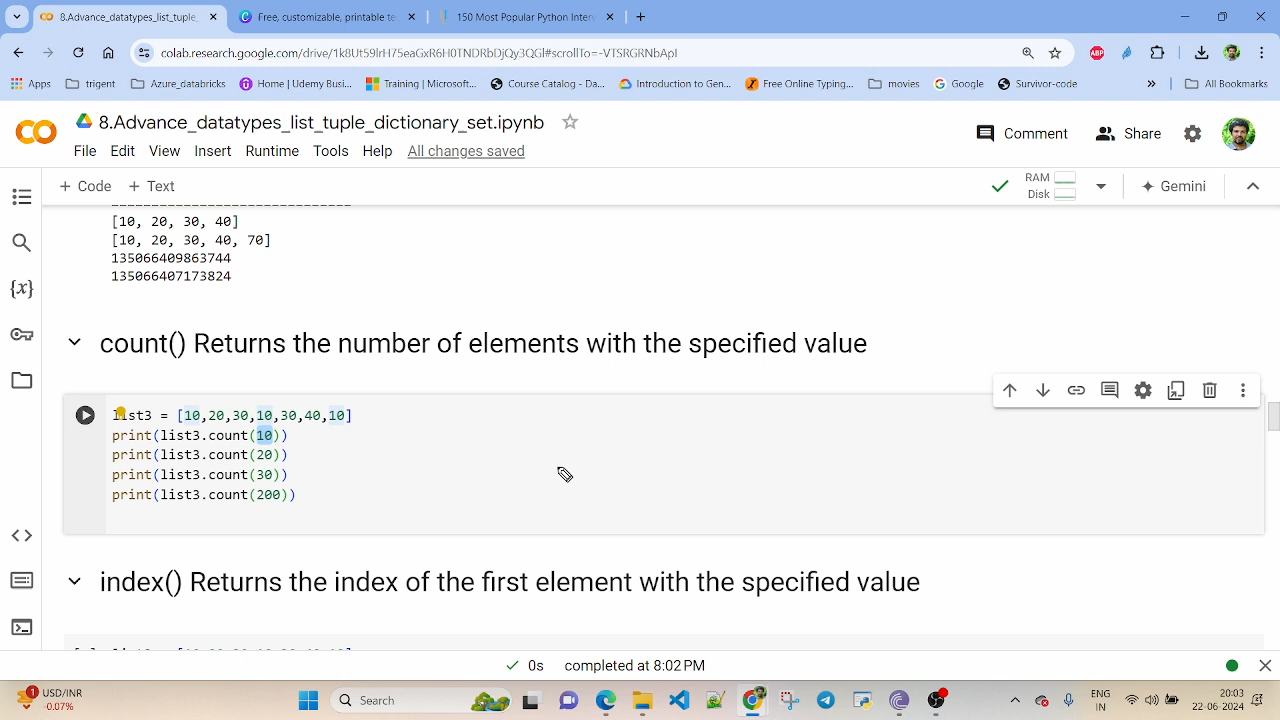 8.Advance_datatypes_list_tuple_
Free, customizable, printable te
150 Most Popular Python Interv
colab.research.google.com/drive/1k8Ut59lrH75eaGxR6H0TNDRbDjQy3QGl#scrollTo=-VTSRGRNbApI
ABP
Apps trigent Azure databricks Home | Udemy Busi... Training | Microsoft... Course Catalog - Da... Introduction to Gen... Free Online Typing... movies Google Survivor-code » All Bookmarks
8.Advance_datatypes_list_tuple_dictionary_set.ipynb
Comment Share
File Edit View Insert Runtime Tools Help All changes saved
+ Code + Text
RAM
Disk
Gemini
[10, 20, 30, 40]
[10, 20, 30, 40, 70]
135066409863744
135066407173824
{x}
count() Returns the number of elements with the specified value
list3 = [10,20,30,10,30,40,10]
print(list3.count(10))
print(list3.count(20))
print(list3.count(30))
print(list3.count(200))
index() Returns the index of the first element with the specified value
0s completed at 8:02 PM
1
USD/INR
-0.07%
Search
ENG
IN
20:03
22-06-2024